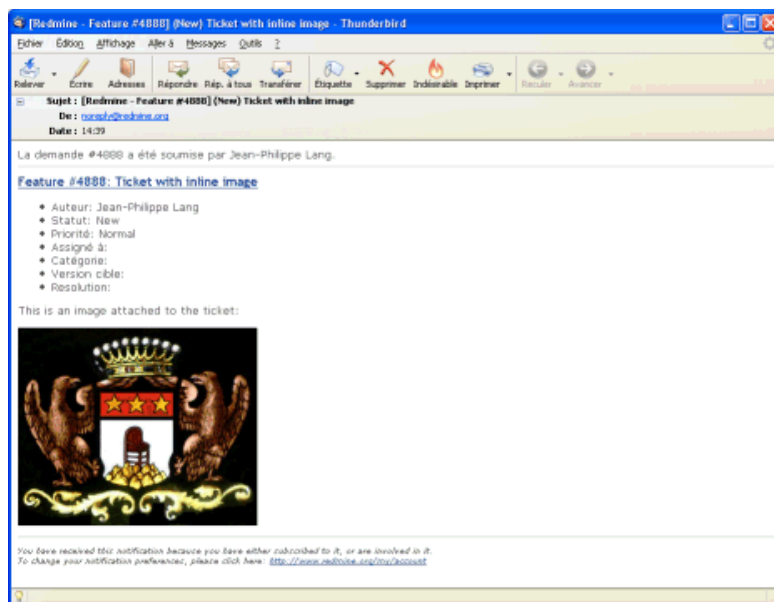 [Redmine - Feature #4888] (New) Ticket with inline image - Thunderbird
Fichier Édition Affichage Aller à Messages Outils ?
Relever Écrire Adresses Répondre Rép. à tous Transférer Étiquette Supprimer Indésirable Imprimer Reculer Avancer
Sujet : [Redmine - Feature #4888] (New) Ticket with inline image
De : noreply@redmine.org
Date : 14:39
La demande #4888 a été soumise par Jean-Philippe Lang.
Feature #4888: Ticket with inline image
Auteur: Jean-Philippe Lang
Statut: New
Priorité: Normal
Assigné à:
Catégorie:
Version cible:
Resolution:
This is an image attached to the ticket:
You have received this notification because you have either subscribed to it, or are involved in it.
To change your notification preferences, please click here: http://www.redmine.org/my/account